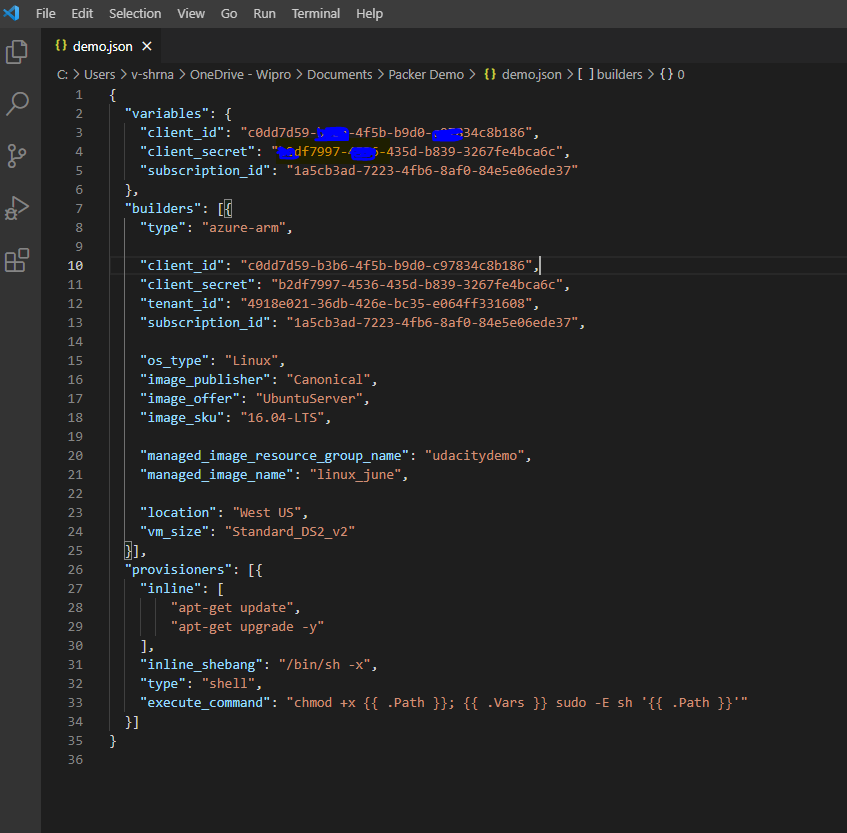 File Edit Selection View Go Run Terminal Help
{} demo.json ×
C: > Users > v-shrna > OneDrive - Wipro > Documents > Packer Demo > {} demo.json > [ ] builders > {} 0
1 {
2 "variables": {
3 "client_id": "c0dd7d59- -4f5b-b9d0- 34c8b186",
4 "client_secret": " df7997- -435d-b839-3267fe4bca6c",
5 "subscription_id": "1a5cb3ad-7223-4fb6-8af0-84e5e06ede37"
6 },
7 "builders": [{
8 "type": "azure-arm",
9
10 "client_id": "c0dd7d59-b3b6-4f5b-b9d0-c97834c8b186",
11 "client_secret": "b2df7997-4536-435d-b839-3267fe4bca6c",
12 "tenant_id": "4918e021-36db-426e-bc35-e064ff331608",
13 "subscription_id": "1a5cb3ad-7223-4fb6-8af0-84e5e06ede37",
14
15 "os_type": "Linux",
16 "image_publisher": "Canonical",
17 "image_offer": "UbuntuServer",
18 "image_sku": "16.04-LTS",
19
20 "managed_image_resource_group_name": "udacitydemo",
21 "managed_image_name": "linux_june",
22
23 "location": "West US",
24 "vm_size": "Standard_DS2_v2"
25 }],
26 "provisioners": [{
27 "inline": [
28 "apt-get update",
29 "apt-get upgrade -y"
30 ],
31 "inline_shebang": "/bin/sh -x",
32 "type": "shell",
33 "execute_command": "chmod +x {{ .Path }}; {{ .Vars }} sudo -E sh '{{ .Path }}'"
34 }]
35 }
36